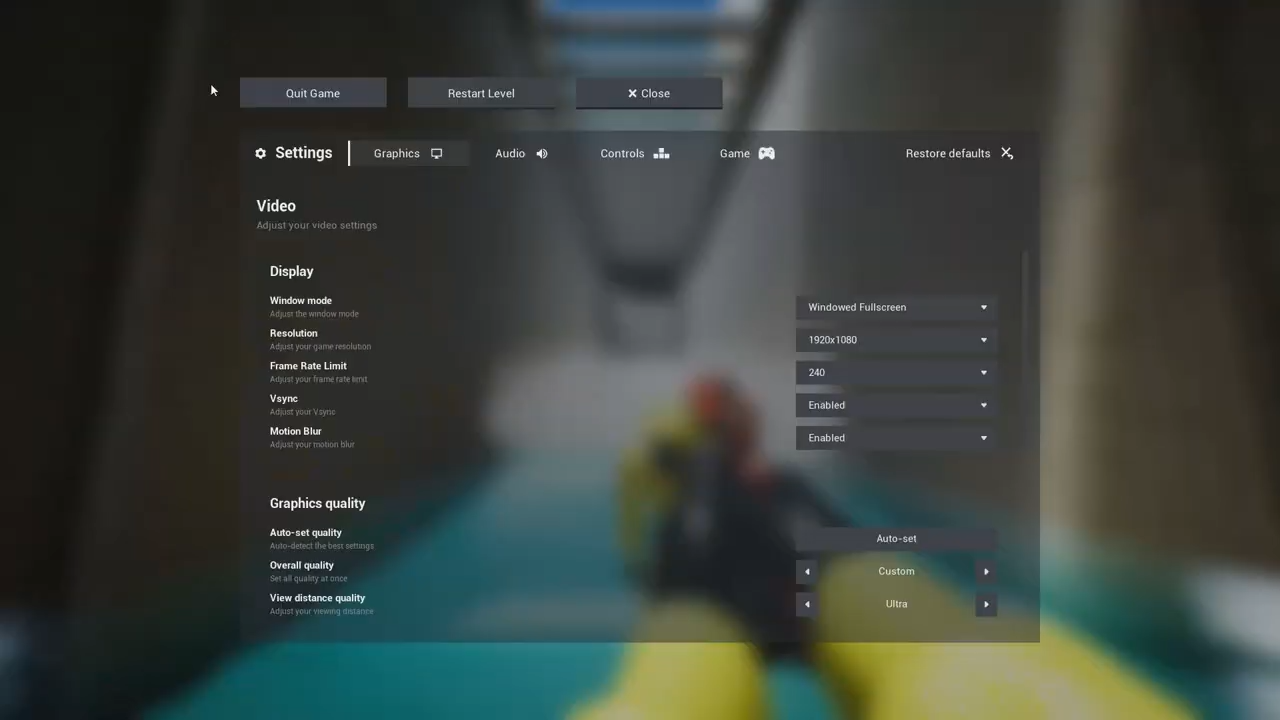 Quit Game
Restart Level
Close
Settings
Graphics
Audio
Controls
Game
Restore defaults
Video
Adjust your video settings
Display
Window mode
Adjust the window mode
Windowed Fullscreen
Resolution
Adjust your game resolution
1920x1080
Frame Rate Limit
Adjust your frame rate limit
240
Vsync
Adjust your Vsync
Enabled
Motion Blur
Adjust your motion blur
Enabled
Graphics quality
Auto-set quality
Auto-detect the best settings
Auto-set
Overall quality
Set all quality at once
Custom
View distance quality
Adjust your viewing distance
Ultra